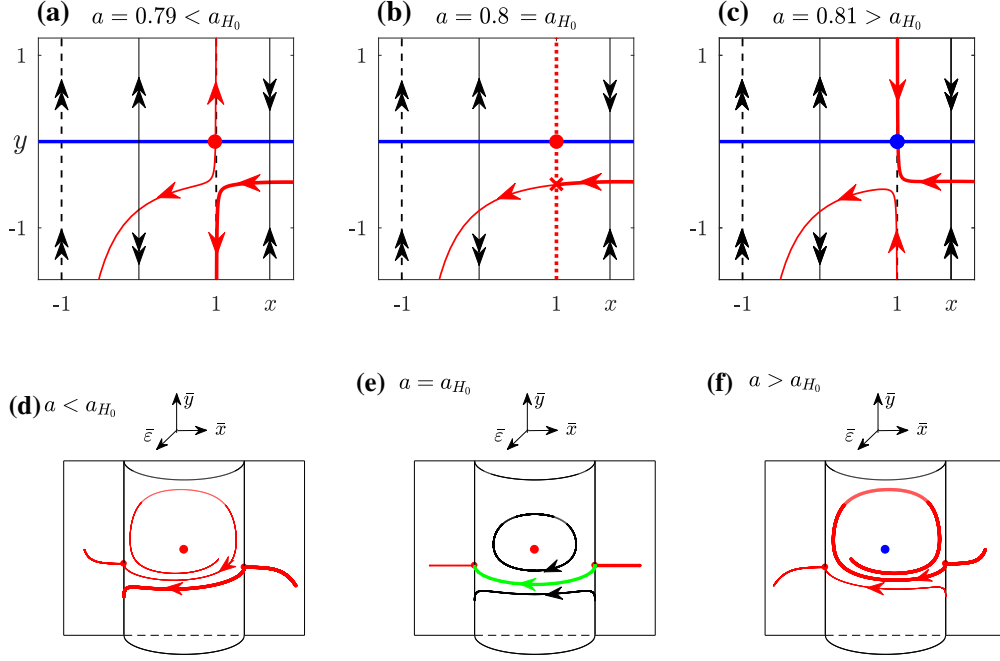 (a) a = 0.79 < a_{H_0}
(b) a = 0.8 = a_{H_0}
(c) a = 0.81 > a_{H_0}
1
y
-1
-1 1 x
1
-1
-1 1 x
1
-1
-1 1 x
(d) a < a_{H_0}
ȳ
ε̄ x̄
(e) a = a_{H_0}
ȳ
ε̄ x̄
(f) a > a_{H_0}
ȳ
ε̄ x̄